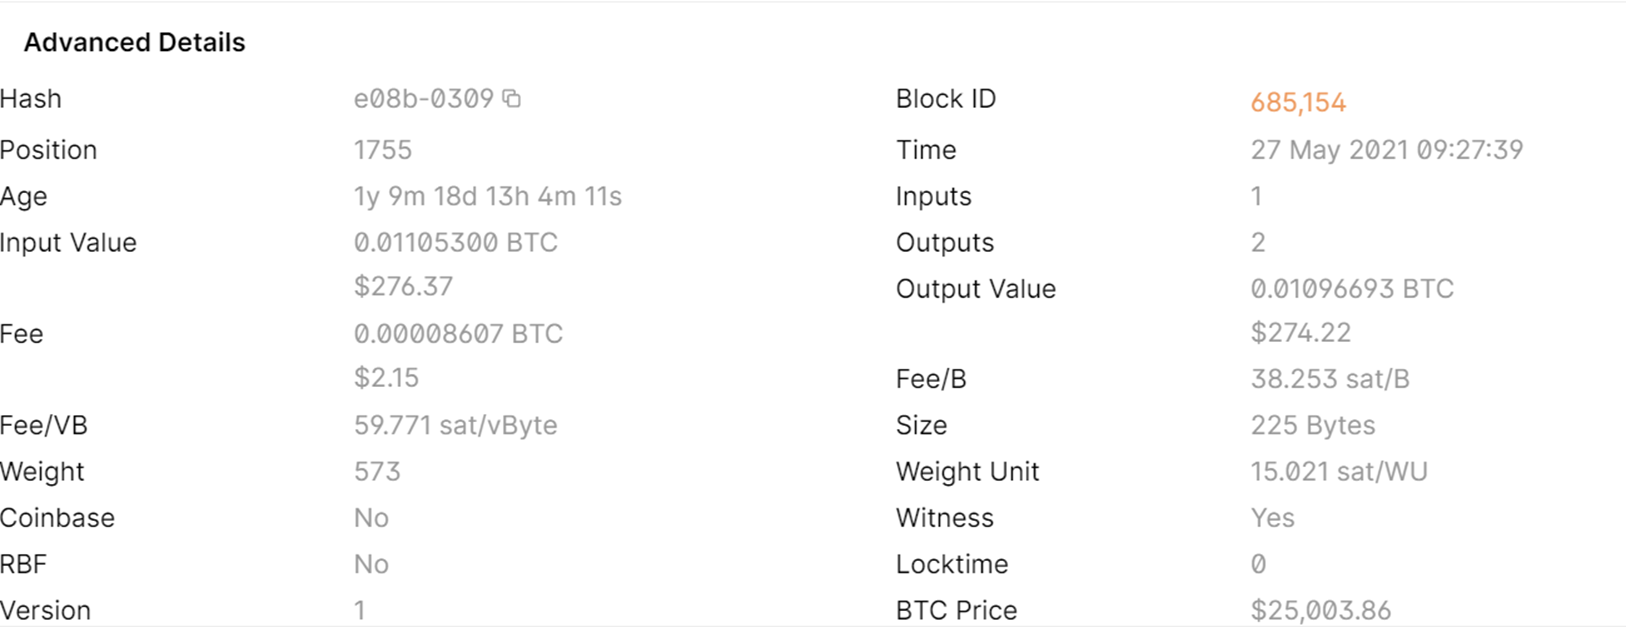 Advanced Details
Hash e08b-0309 Block ID 685,154
Position 1755 Time 27 May 2021 09:27:39
Age 1y 9m 18d 13h 4m 11s Inputs 1
Input Value 0.01105300 BTC Outputs 2
$276.37 Output Value 0.01096693 BTC
Fee 0.00008607 BTC $274.22
$2.15 Fee/B 38.253 sat/B
Fee/VB 59.771 sat/vByte Size 225 Bytes
Weight 573 Weight Unit 15.021 sat/WU
Coinbase No Witness Yes
RBF No Locktime 0
Version 1 BTC Price $25,003.86